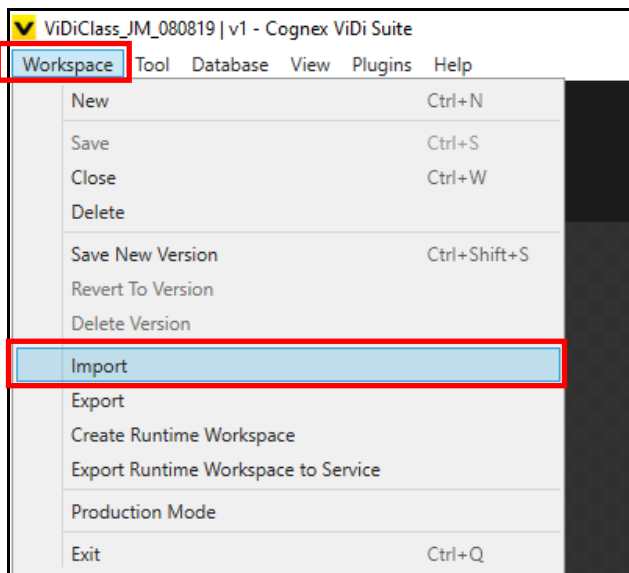 ViDiClass_JM_080819 | v1 - Cognex ViDi Suite
Workspace Tool Database View Plugins Help
New Ctrl+N
Save Ctrl+S
Close Ctrl+W
Delete
Save New Version Ctrl+Shift+S
Revert To Version
Delete Version
Import
Export
Create Runtime Workspace
Export Runtime Workspace to Service
Production Mode
Exit Ctrl+Q